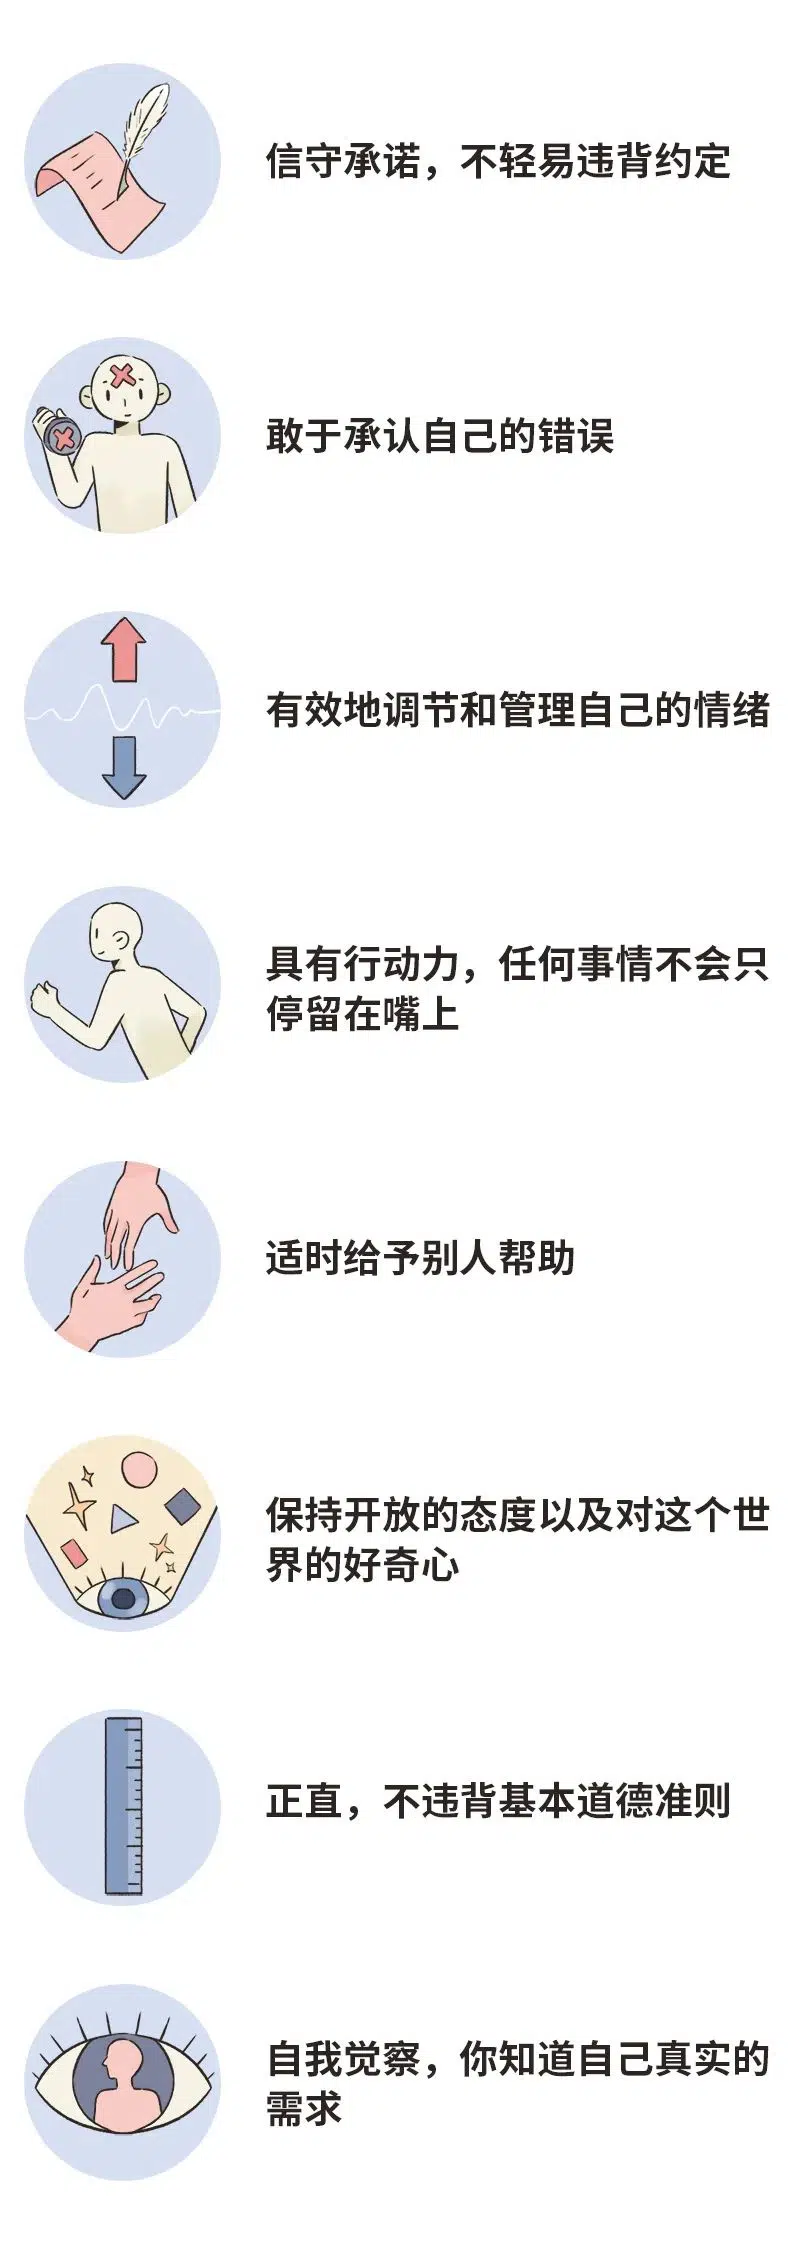 信守承诺，不轻易违背约定
敢于承认自己的错误
有效地调节和管理自己的情绪
具有行动力，任何事情不会只
停留在嘴上
适时给予别人帮助
保持开放的态度以及对这个世
界的好奇心
正直，不违背基本道德准则
自我觉察，你知道自己真实的
需求